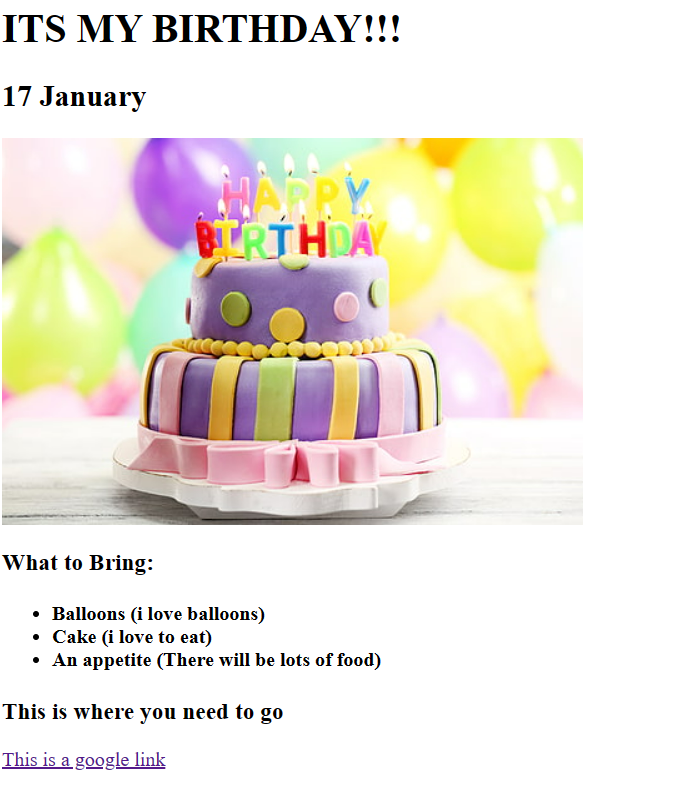 ITS MY BIRTHDAY!!!
17 January
HAPPY
BIRTHDAY
What to Bring:
Balloons (i love balloons)
Cake (i love to eat)
An appetite (There will be lots of food)
This is where you need to go
This is a google link